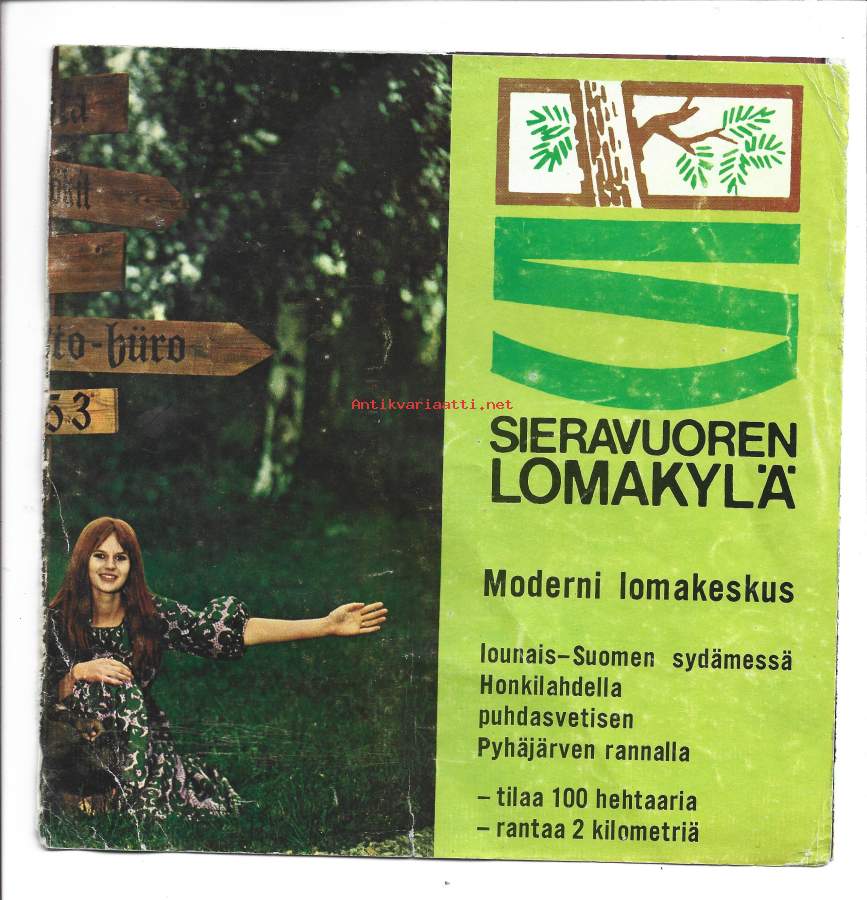 to-büro
53
SIERAVUOREN
LOMAKYLÄ
Antikvariaatti.net
Moderni lomakeskus
lounais-Suomen sydämessä
Honkilahdella
puhdasvetisen
Pyhäjärven rannalla
- tilaa 100 hehtaaria
- rantaa 2 kilometriä